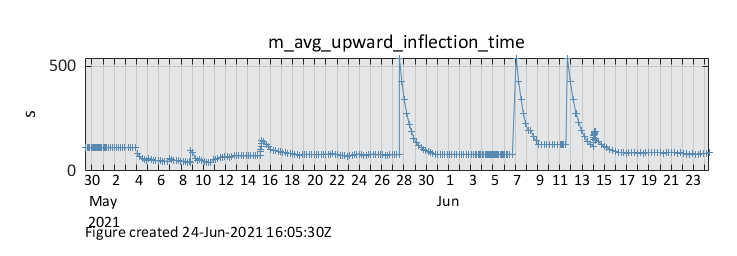 m_avg_upward_inflection_time
500
s
0
30 2 4 6 8 10 12 14 16 18 20 22 24 26 28 30 1 3 5 7 9 11 13 15 17 19 21 23
May Jun
2021
Figure created 24-Jun-2021 16:05:30Z